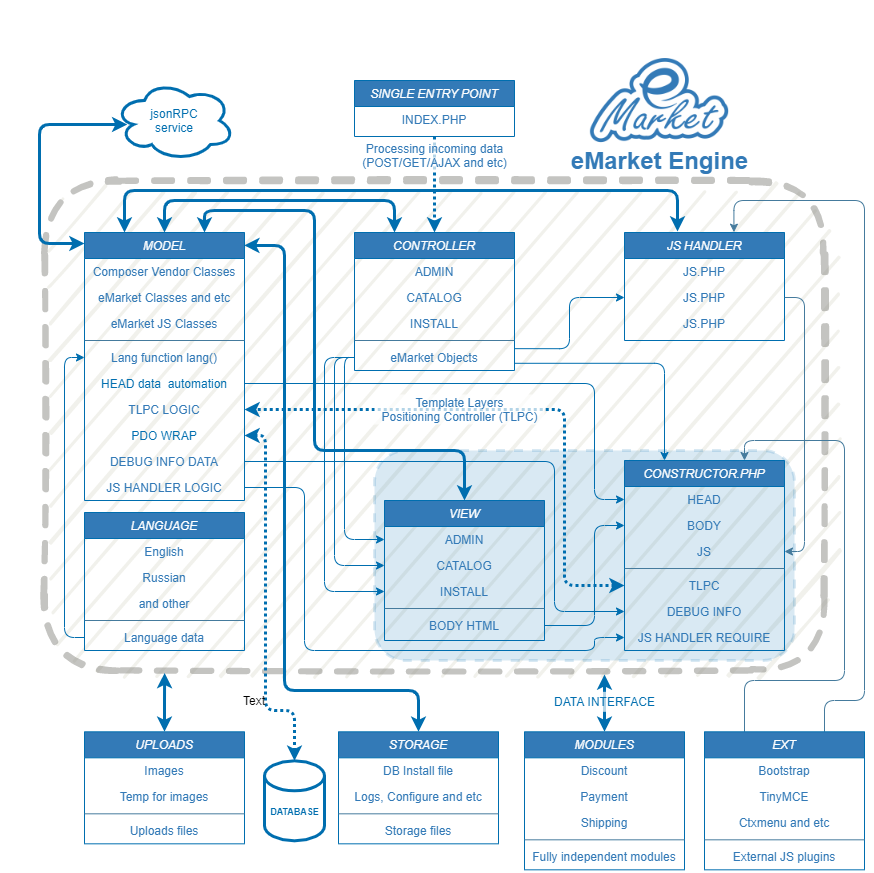 jsonRPC
service
SINGLE ENTRY POINT
INDEX.PHP
Processing incoming data
(POST/GET/AJAX and etc)
e
Market
eMarket Engine
MODEL
Composer Vendor Classes
eMarket Classes and etc
eMarket JS Classes
Lang function lang()
HEAD data automation
TLPC LOGIC
PDO WRAP
DEBUG INFO DATA
JS HANDLER LOGIC
CONTROLLER
ADMIN
CATALOG
INSTALL
eMarket Objects
JS HANDLER
JS.PHP
JS.PHP
JS.PHP
Template Layers
Positioning Controller (TLPC)
LANGUAGE
English
Russian
and other
Language data
VIEW
ADMIN
CATALOG
INSTALL
BODY HTML
CONSTRUCTOR.PHP
HEAD
BODY
JS
TLPC
DEBUG INFO
JS HANDLER REQUIRE
Text
DATA INTERFACE
UPLOADS
Images
Temp for images
Uploads files
DATABASE
STORAGE
DB Install file
Logs, Configure and etc
Storage files
MODULES
Discount
Payment
Shipping
Fully independent modules
EXT
Bootstrap
TinyMCE
Ctxmenu and etc
External JS plugins